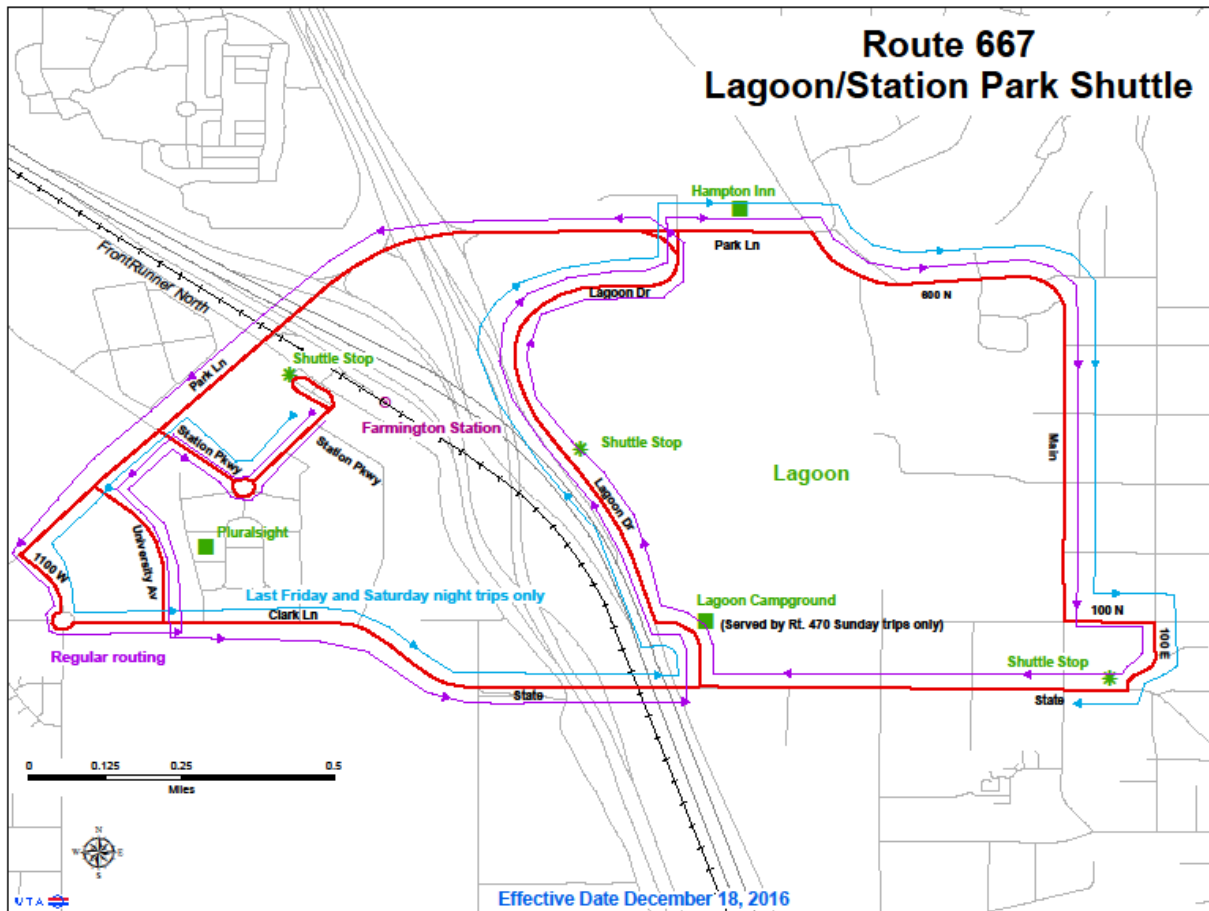 Route 667
Lagoon/Station Park Shuttle
Hampton Inn
Park Ln
FrontRunner North
Lagoon Dr
600 N
Shuttle Stop
Park Ln
Farmington Station
Station Pkwy
Station Pkwy
Shuttle Stop
Lagoon
Main
Lagoon Dr
Pluralsight
University Av
1100 W
Last Friday and Saturday night trips only
Clark Ln
Lagoon Campground
(Served by Rt. 470 Sunday trips only)
100 N
100 E
Regular routing
Shuttle Stop
State
State
0 0.125 0.25 0.5
Miles
N
W E
S
UTA
Effective Date December 18, 2016